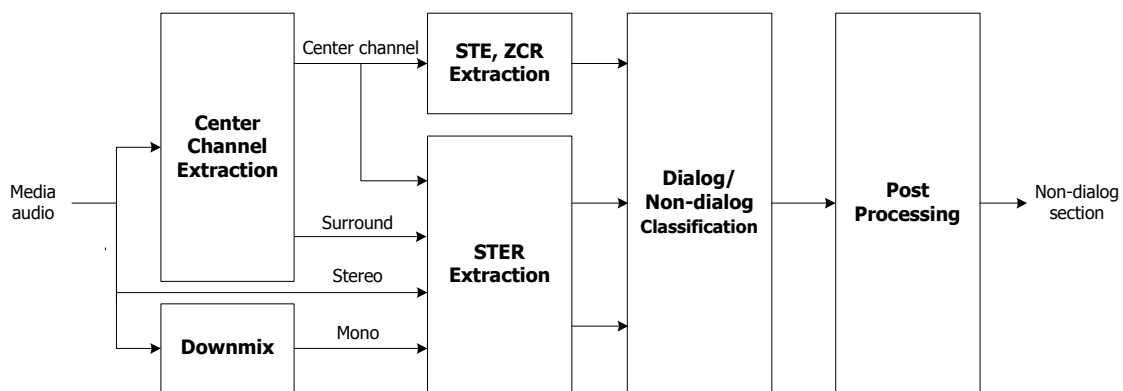 Media
audio
Center
Channel
Extraction
Center channel
Surround
Stereo
Downmix
Mono
STE, ZCR
Extraction
STER
Extraction
Dialog/
Non-dialog
Classification
Post
Processing
Non-dialog
section